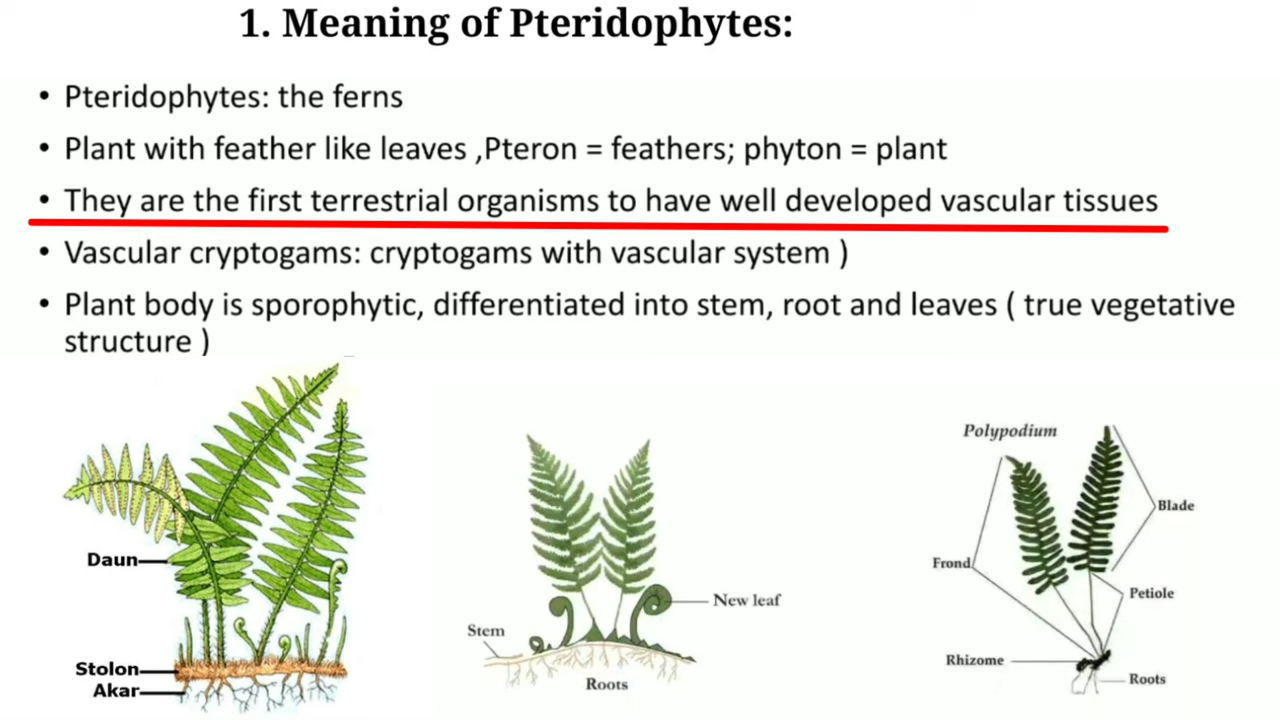 1. Meaning of Pteridophytes:
• Pteridophytes: the ferns
• Plant with feather like leaves ,Pteron = feathers; phyton = plant
• They are the first terrestrial organisms to have well developed vascular tissues
• Vascular cryptogams: cryptogams with vascular system )
• Plant body is sporophytic, differentiated into stem, root and leaves ( true vegetative
structure )
Daun
Stolon
Akar
New leaf
Stem
Roots
Polypodium
Blade
Frond
Petiole
Rhizome
Roots